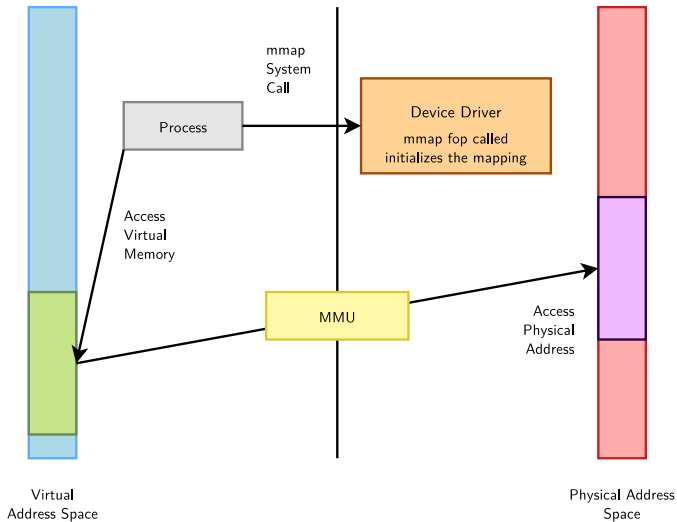 mmap
System
Call
Process
Device Driver
mmap fop called
initializes the mapping
Access
Virtual
Memory
MMU
Access
Physical
Address
Virtual
Address Space
Physical Address
Space